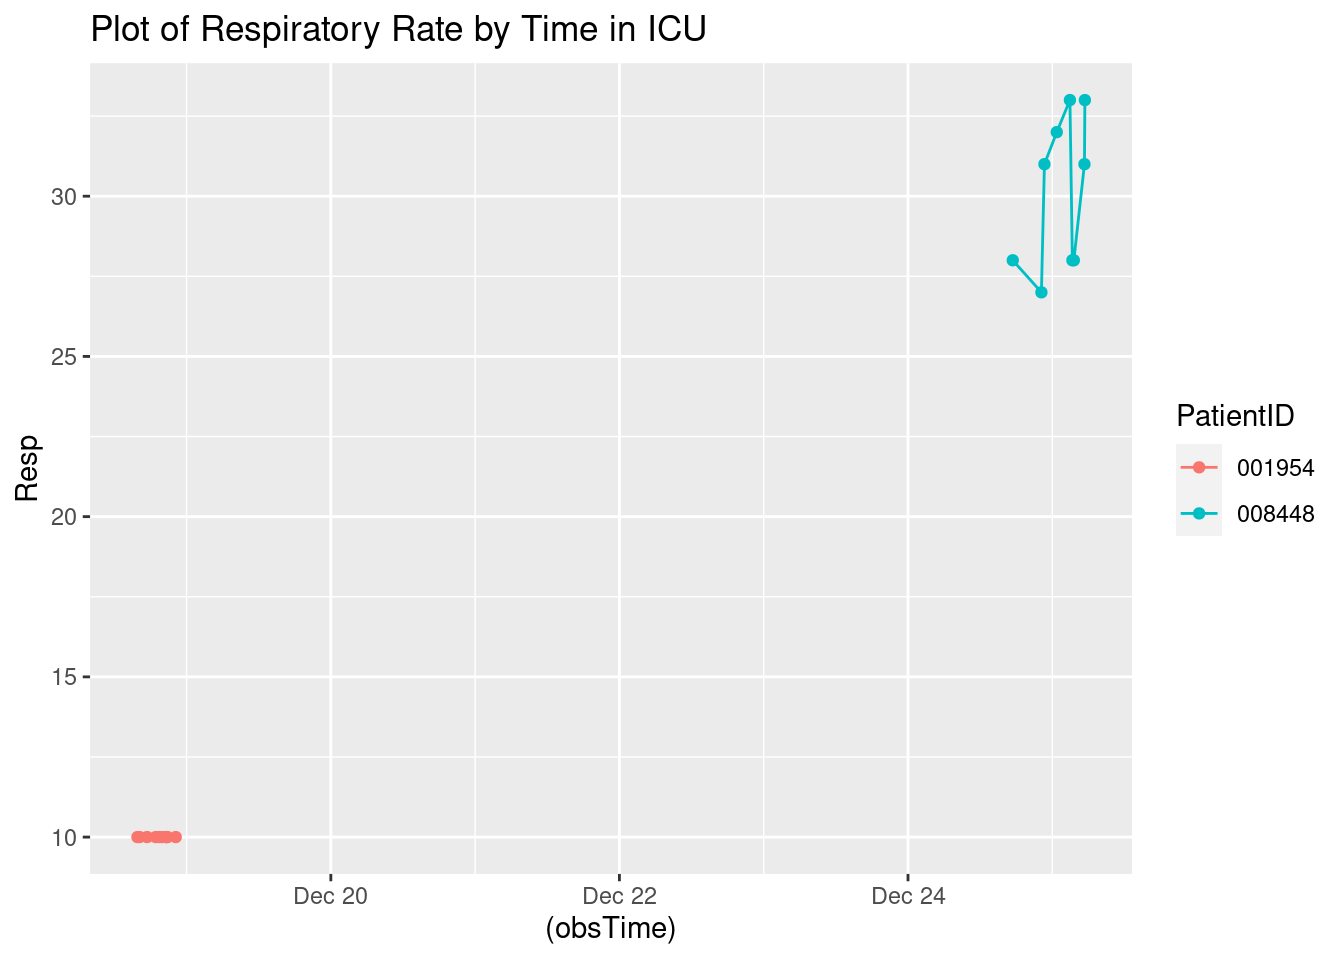 Plot of Respiratory Rate by Time in ICU
Resp
30
25
20
15
10
Dec 20
Dec 22
Dec 24
(obsTime)
PatientID
001954
008448